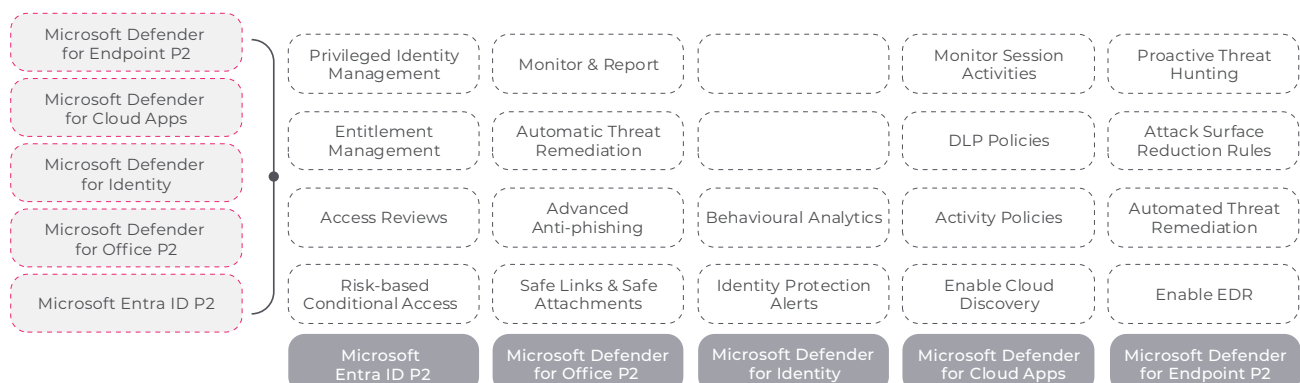 Microsoft Defender
for Endpoint P2
Microsoft Defender
for Cloud Apps
Microsoft Defender
for Identity
Microsoft Defender
for Office P2
Microsoft Entra ID P2
Privileged Identity
Management
Monitor & Report
Monitor Session
Activities
Proactive Threat
Hunting
Entitlement
Management
Automatic Threat
Remediation
DLP Policies
Attack Surface
Reduction Rules
Access Reviews
Advanced
Anti-phishing
Behavioural Analytics
Activity Policies
Automated Threat
Remediation
Risk-based
Conditional Access
Safe Links & Safe
Attachments
Identity Protection
Alerts
Enable Cloud
Discovery
Enable EDR
Microsoft
Entra ID P2
Microsoft Defender
for Office P2
Microsoft Defender
for Identity
Microsoft Defender
for Cloud Apps
Microsoft Defender
for Endpoint P2